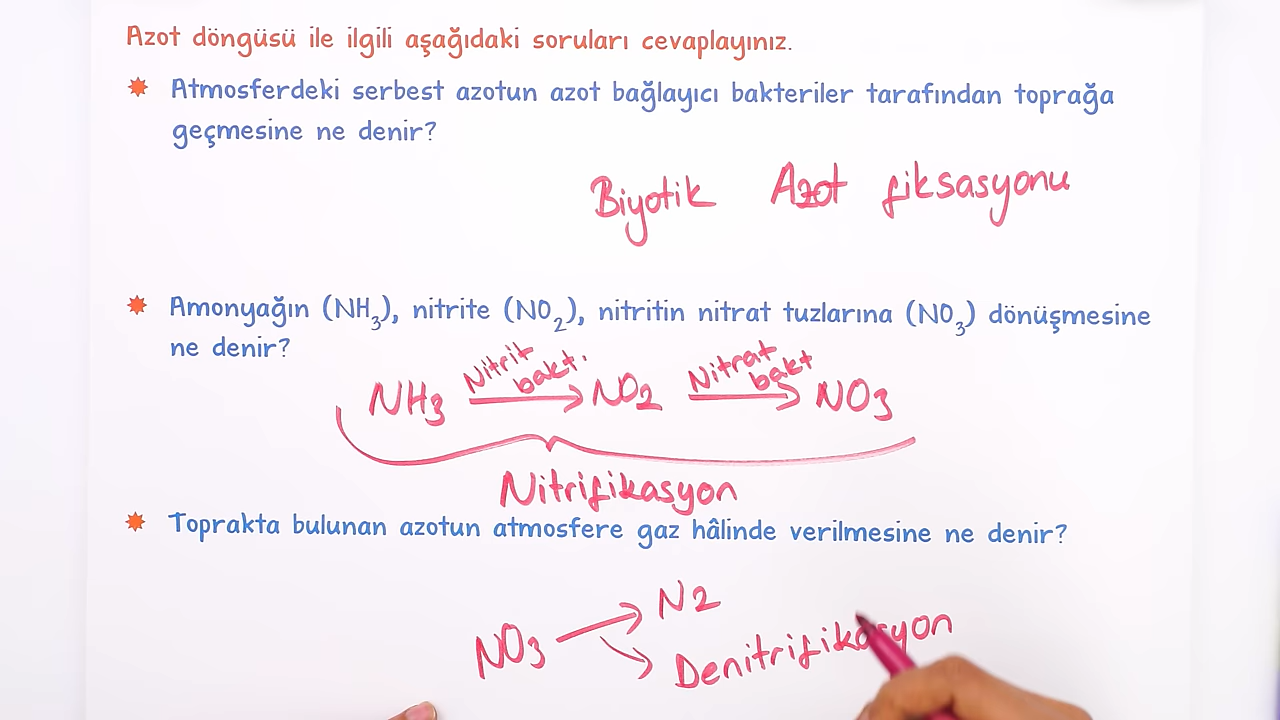 Azot döngüsü ile ilgili aşağıdaki soruları cevaplayınız.
Atmosferdeki serbest azotun azot bağlayıcı bakteriler tarafından toprağa
geçmesine ne denir?
Biyotik Azot fiksasyonu
Amonyağın (NH₃), nitrite (NO₂), nitritin nitrat tuzlarına (NO₃) dönüşmesine
ne denir?
Nitrit
bakt.
Nitrat
bakt
NH3 → NO2 → NO3
Nitrifikasyon
Toprakta bulunan azotun atmosfere gaz hâlinde verilmesine ne denir?
N2
NO3
Denitrifikasyon